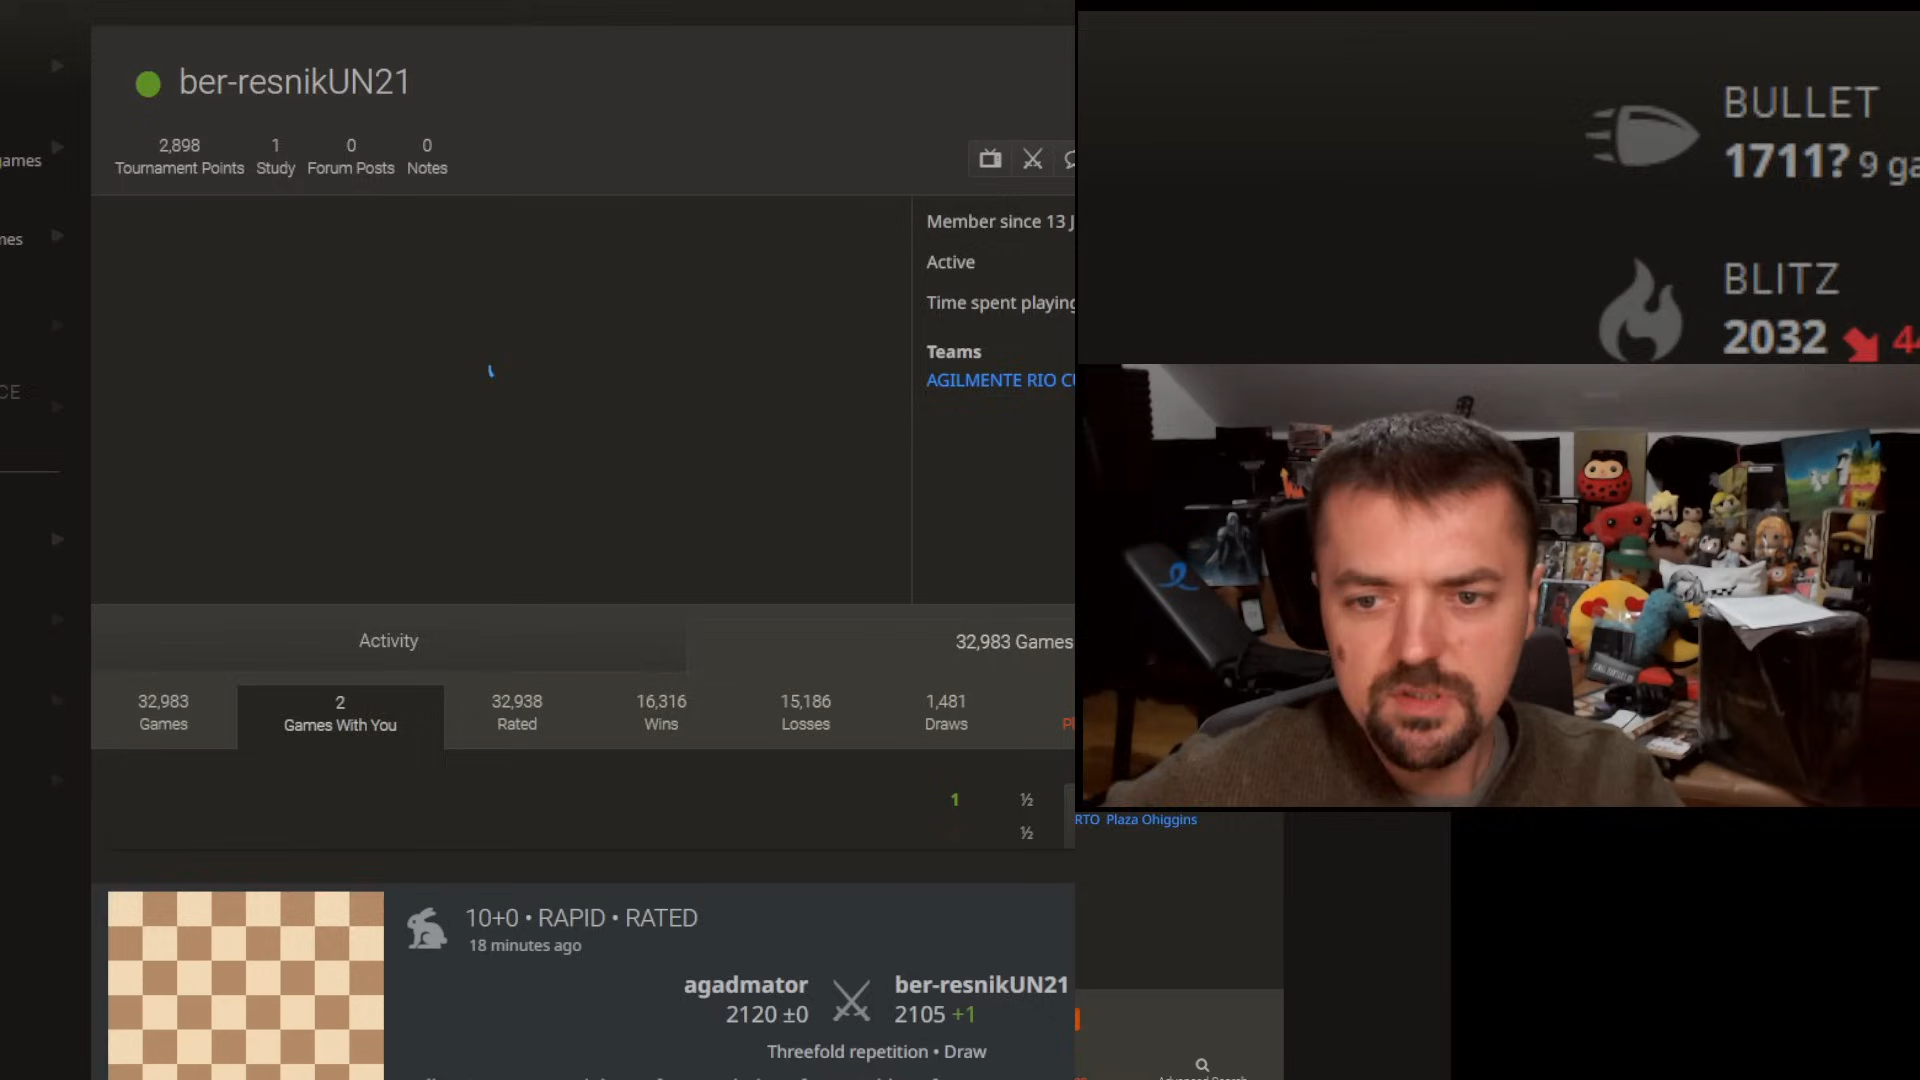 ber-resnikUN21
2,898
Tournament Points
1
Study
0
Forum Posts
0
Notes
BULLET
1711? 9
BLITZ
2032
Member since 13
Active
Time spent playing
Teams
AGILMENTE RIO
Activity
32,983 Games
32,983
Games
2
Games With You
32,938
Rated
16,316
Wins
15,186
Losses
1,481
Draws
1
½
½
RTO Plaza Ohiggins
10+0 • RAPID • RATED
18 minutes ago
agadmator
2120 ±0
ber-resnikUN21
2105 +1
Threefold repetition • Draw